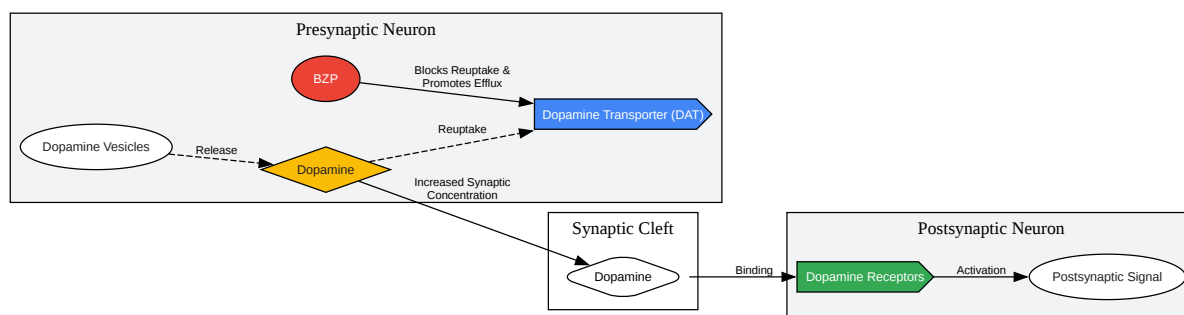 Presynaptic Neuron
BZP
Blocks Reuptake &
Promotes Efflux
Dopamine Transporter (DAT)
Reuptake
Dopamine Vesicles
Release
Dopamine
Increased Synaptic
Concentration
Synaptic Cleft
Dopamine
Binding
Postsynaptic Neuron
Dopamine Receptors
Activation
Postsynaptic Signal